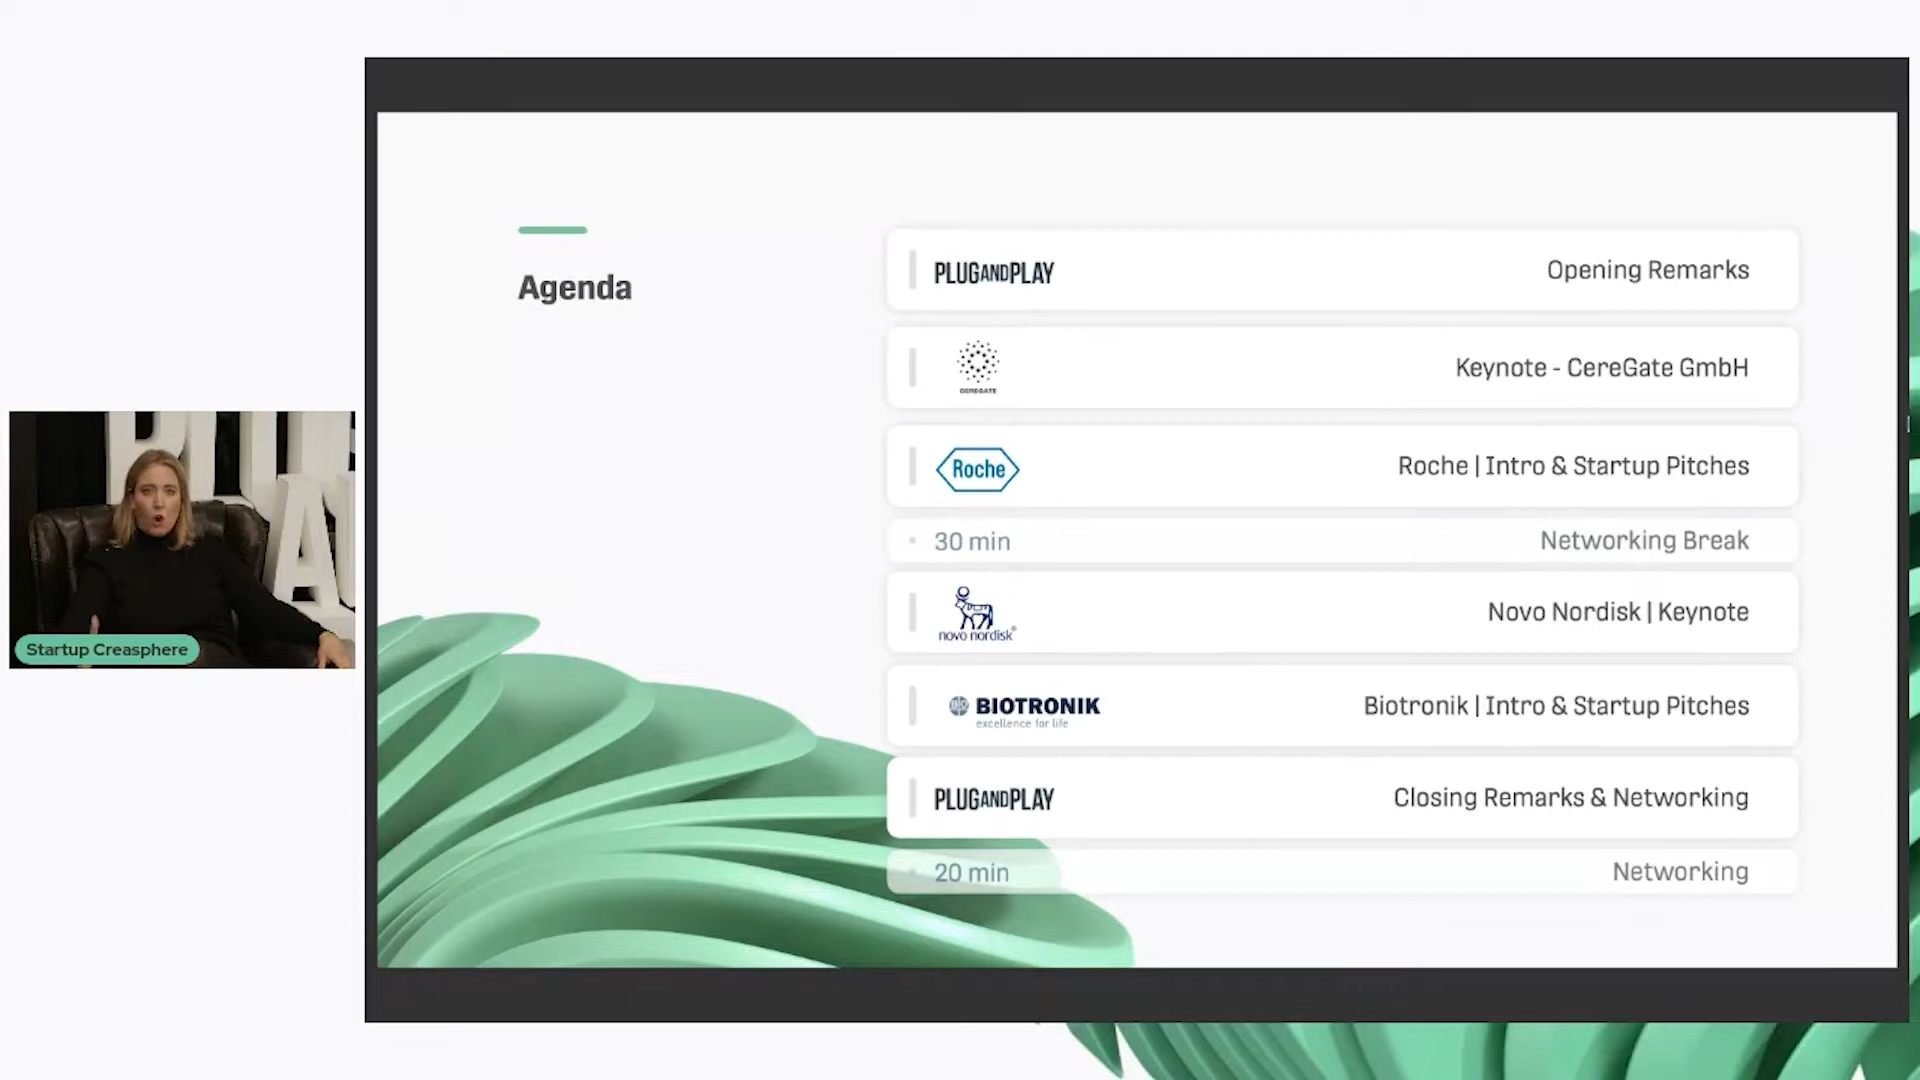 Agenda
PLUGANDPLAY
Opening Remarks
CEREGATE
Keynote - CereGate GmbH
Roche
Roche | Intro & Startup Pitches
30 min
Networking Break
novo nordisk®
Novo Nordisk | Keynote
BIOTRONIK
excellence for life
Biotronik | Intro & Startup Pitches
PLUGANDPLAY
Closing Remarks & Networking
20 min
Networking
Startup Creasphere